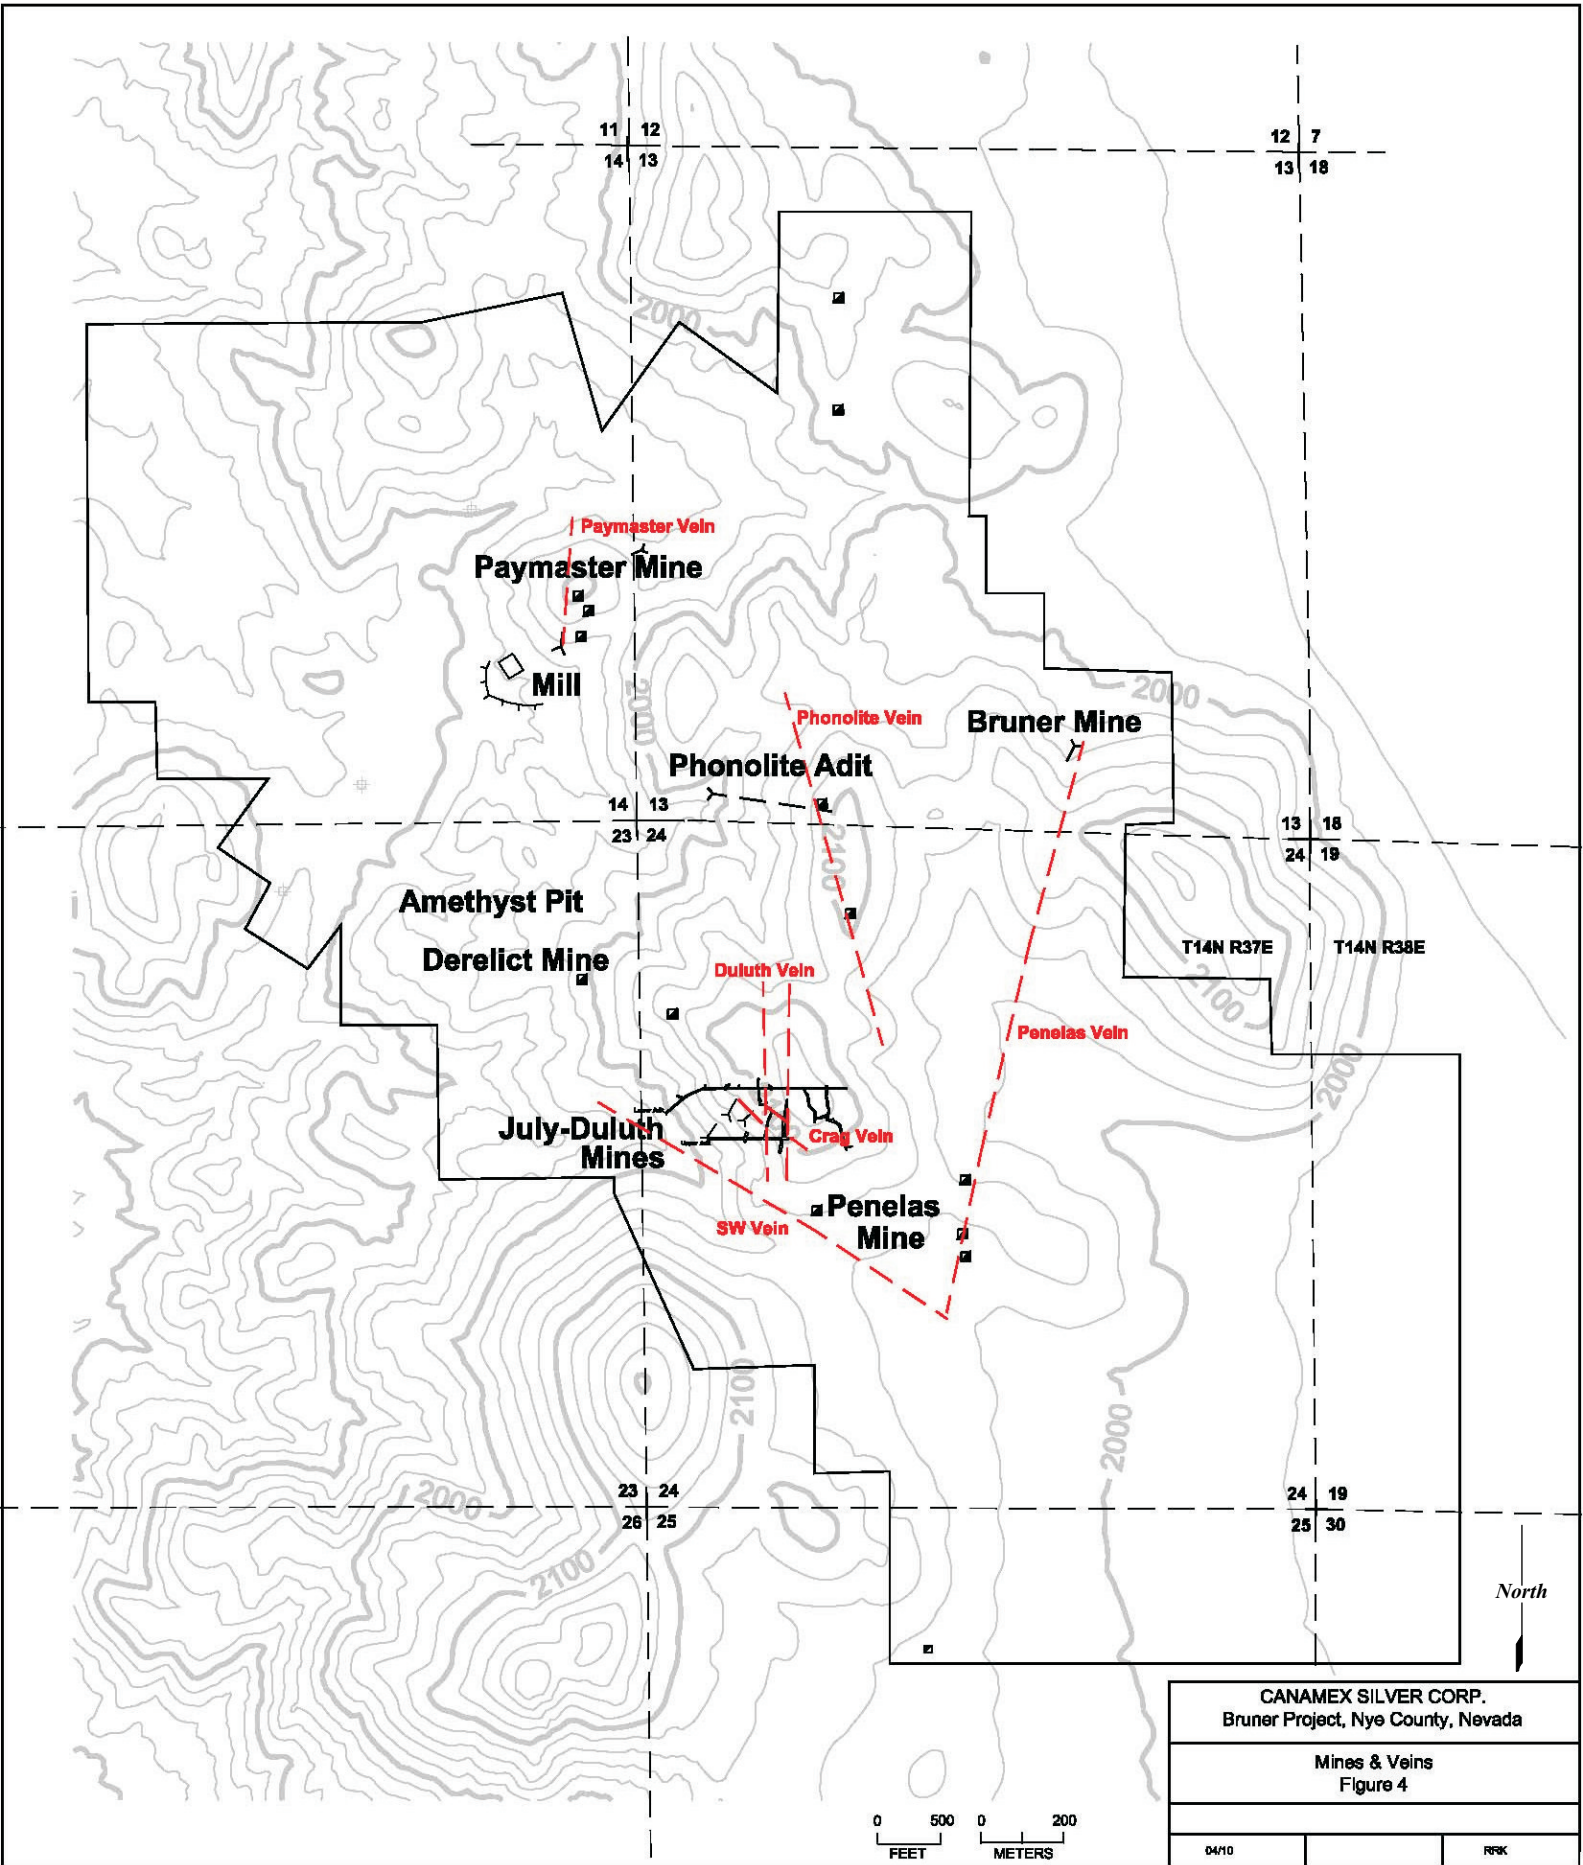 11 12
14 13
12 7
13 18
2000
Paymaster Vein
Paymaster Mine
Mill
2000
2000
Phonolite Vein
Bruner Mine
Phonolite Adit
14 13
23 24
13 18
24 19
2100
Amethyst Pit
Derelict Mine
T14N R37E
T14N R38E
Duluth Vein
2100
Penelas Vein
2000
July-Duluth
Mines
Crag Vein
Penelas
Mine
SW Vein
2100
2000
2000
23 24
26 25
24 19
25 30
2100
North
CANAMEX SILVER CORP.
Bruner Project, Nye County, Nevada
Mines & Veins
Figure 4
0 500
FEET
0 200
METERS
04/10
RRK